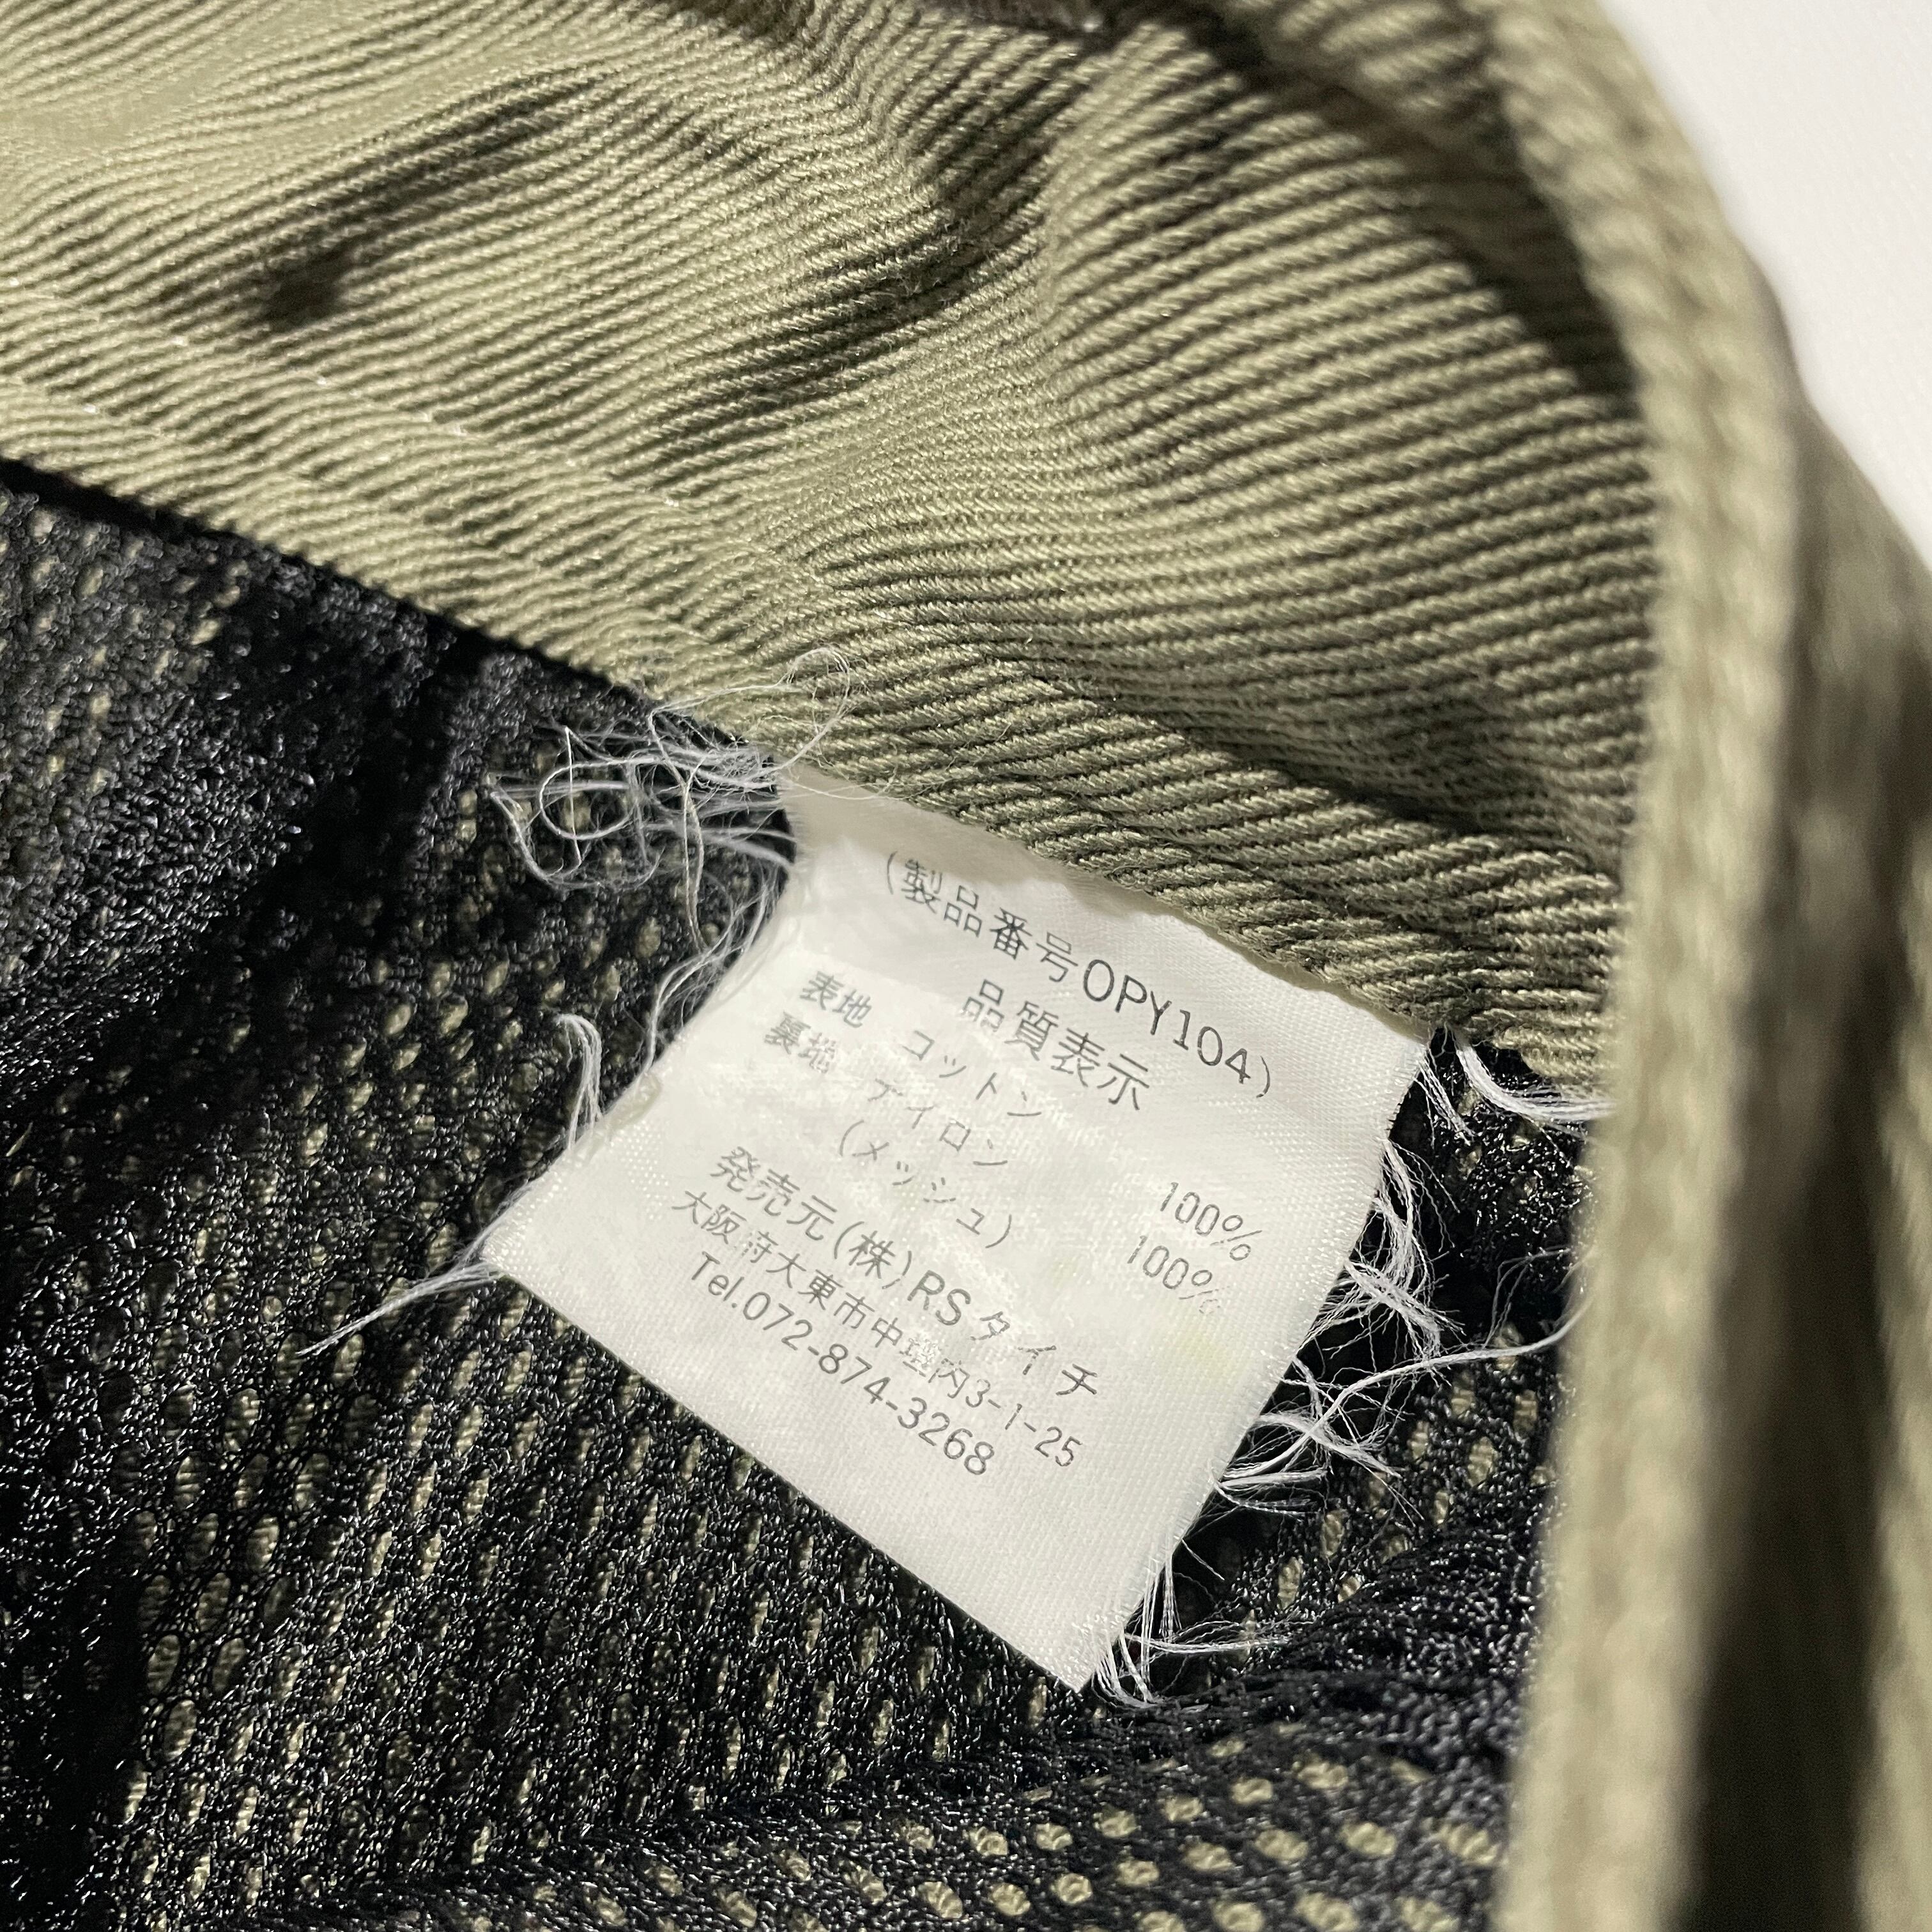 (製品番号OPY104)
品質表示
表地 コットン 100%
裏地 ナイロン 100%
(メッシュ)
発売元(株)RSタイチ
大阪府大東市中垣内3-1-25
Tel.072-874-3268